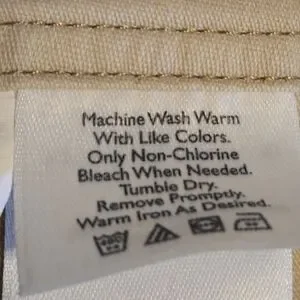 Machine Wash Warm
With Like Colors.
Only Non-Chlorine
Bleach When Needed.
Tumble Dry.
Remove Promptly.
Warm Iron As Desired.